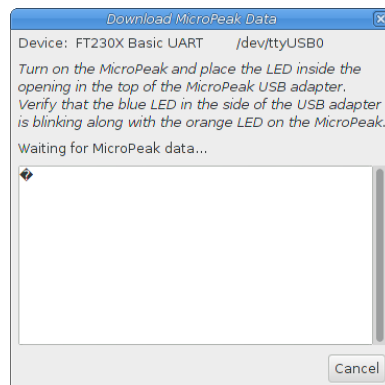 Download MicroPeak Data
Device: FT230X Basic UART /dev/ttyUSB0
Turn on the MicroPeak and place the LED inside the
opening in the top of the MicroPeak USB adapter.
Verify that the blue LED in the side of the USB adapter
is blinking along with the orange LED on the MicroPeak.
Waiting for MicroPeak data...
�
Cancel